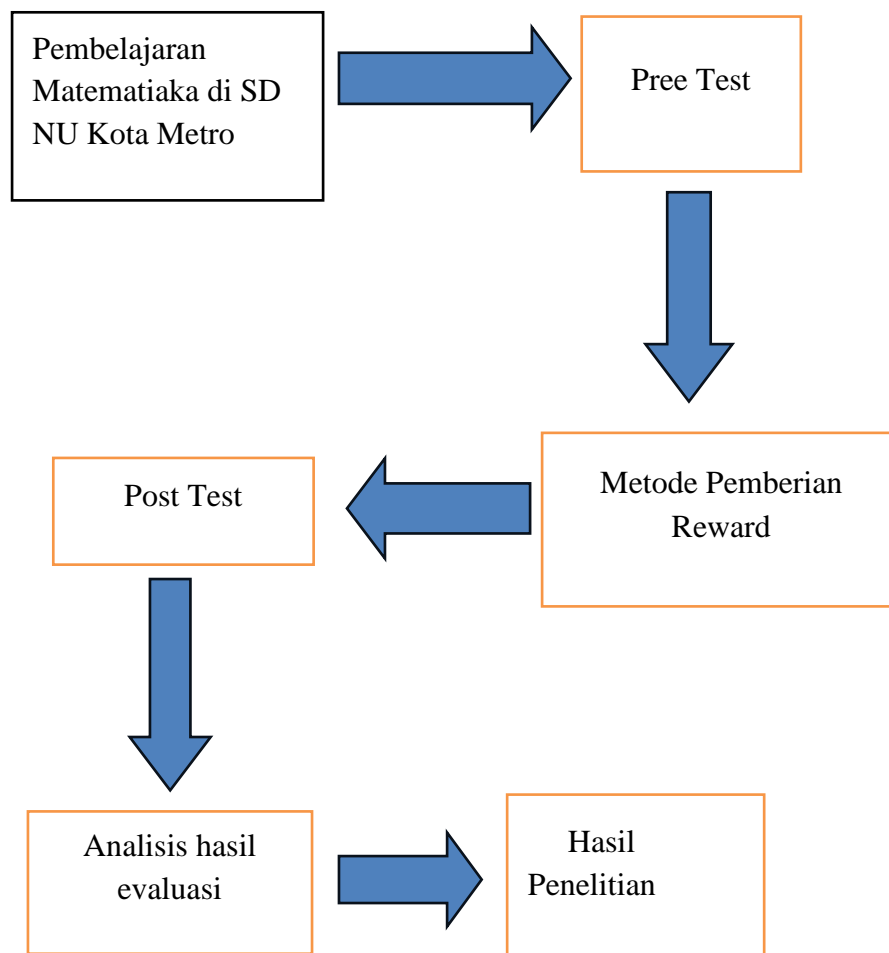 Pembelajaran
Matematiaka di SD
NU Kota Metro
Pree Test
Metode Pemberian
Reward
Post Test
Analisis hasil
evaluasi
Hasil
Penelitian